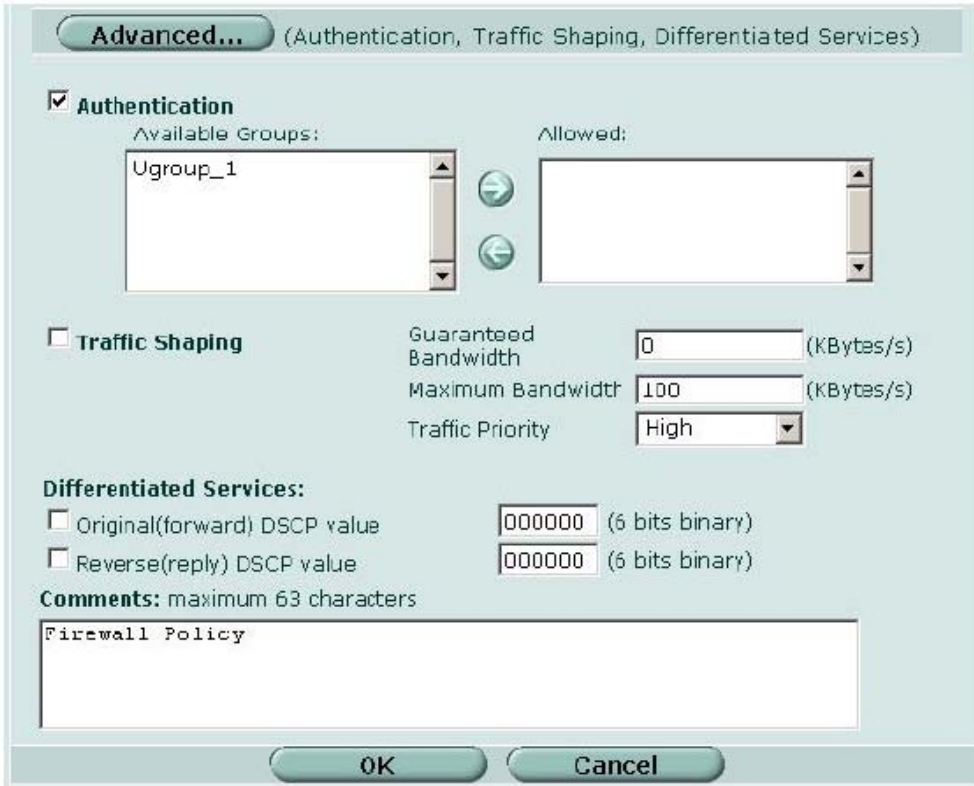 Advanced... (Authentication, Traffic Shaping, Differentiated Services)
Authentication
Available Groups: Allowed:
Ugroup_1
Traffic Shaping
Guaranteed Bandwidth 0 (KBytes/s)
Maximum Bandwidth 100 (KBytes/s)
Traffic Priority High
Differentiated Services:
Original(forward) DSCP value 000000 (6 bits binary)
Reverse(reply) DSCP value 000000 (6 bits binary)
Comments: maximum 63 characters
Firewall Policy
OK Cancel